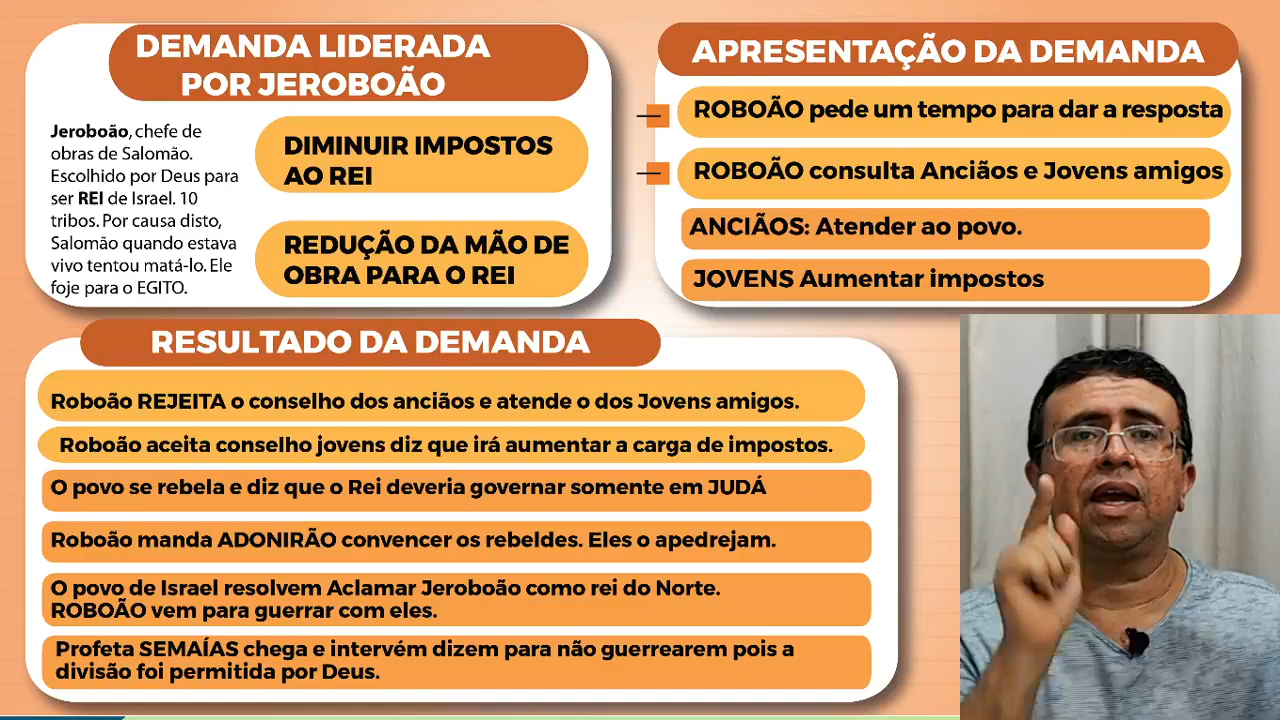 DEMANDA LIDERADA
POR JEROBOÃO
Jeroboão, chefe de
obras de Salomão.
Escolhido por Deus para
ser REI de Israel. 10
tribos. Por causa disto,
Salomão quando estava
vivo tentou matá-lo. Ele
foje para o EGITO.
DIMINUIR IMPOSTOS
AO REI
REDUÇÃO DA MÃO DE
OBRA PARA O REI
APRESENTAÇÃO DA DEMANDA
ROBOÃO pede um tempo para dar a resposta
ROBOÃO consulta Anciãos e Jovens amigos
ANCIÃOS: Atender ao povo.
JOVENS Aumentar impostos
RESULTADO DA DEMANDA
Roboão REJEITA o conselho dos anciãos e atende o dos Jovens amigos.
Roboão aceita conselho jovens diz que irá aumentar a carga de impostos.
O povo se rebela e diz que o Rei deveria governar somente em JUDÁ
Roboão manda ADONIRÃO convencer os rebeldes. Eles o apedrejam.
O povo de Israel resolvem Aclamar Jeroboão como rei do Norte.
ROBOÃO vem para guerrar com eles.
Profeta SEMAÍAS chega e intervém dizem para não guerrearem pois a
divisão foi permitida por Deus.